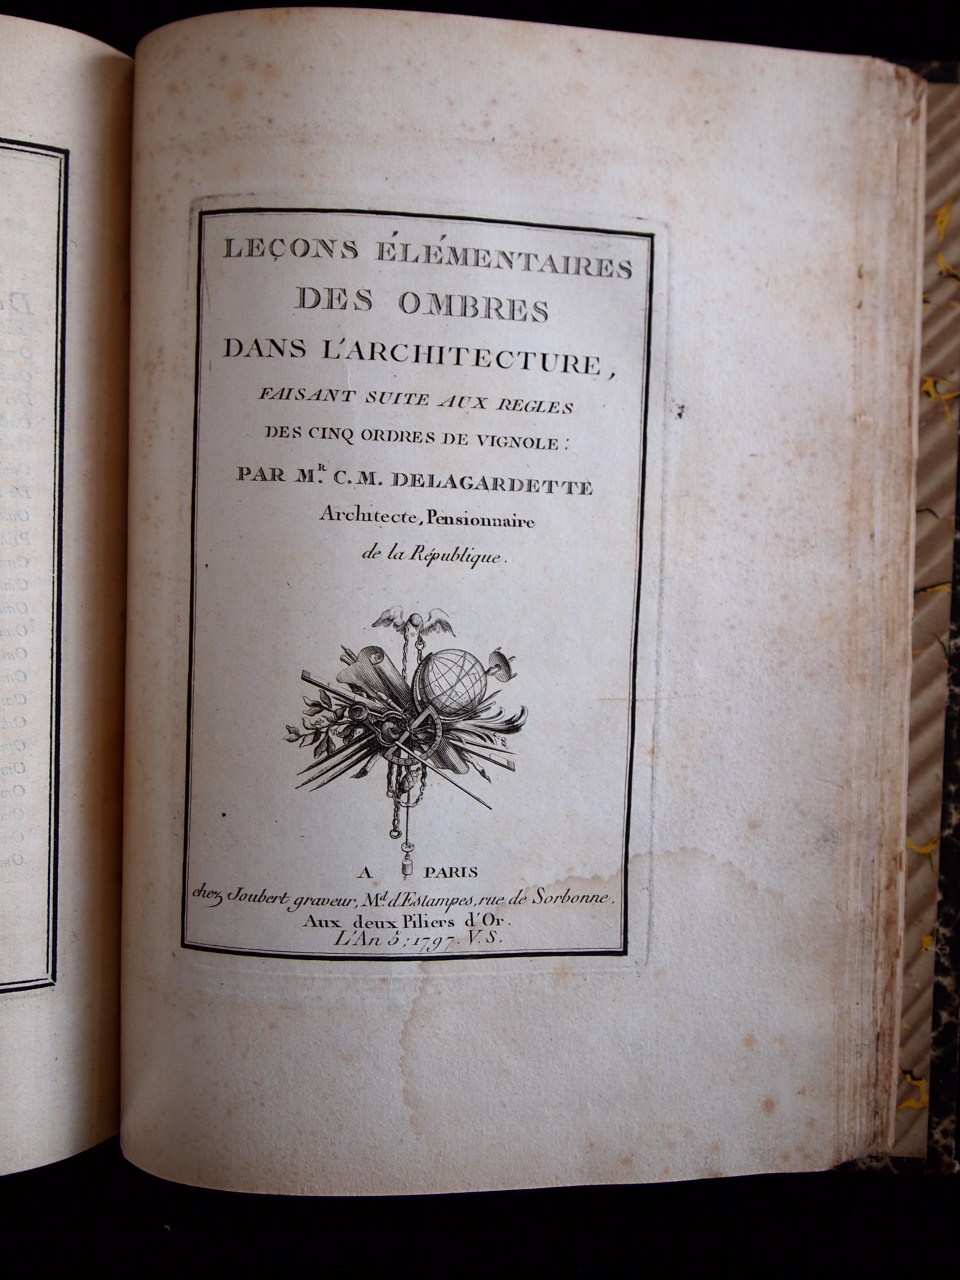 LEÇONS ÉLÉMENTAIRES
DES OMBRES
DANS L'ARCHITECTURE,
FAISANT SUITE AUX REGLES
DES CINQ ORDRES DE VIGNOLE:
PAR Mʀ. C.M. DELAGARDETTE
Architecte, Pensionnaire
de la République.
A PARIS
chez Joubert graveur, Md. d'Estampes, rue de Sorbonne.
Aux deux Piliers d'Or.
L'An 5; 1797. V.S.